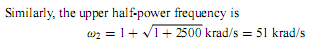 Similarly, the upper half-power frequency is
ω₂ = 1 + √1 + 2500 krad/s = 51 krad/s